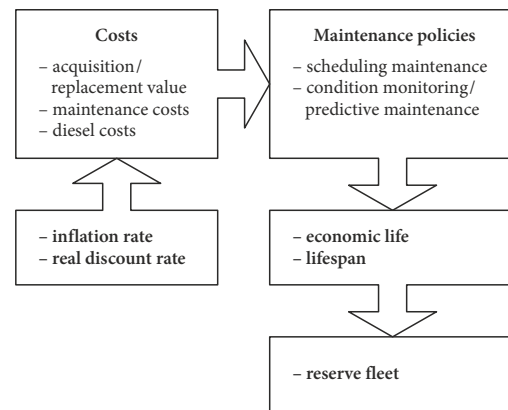 Costs
– acquisition/
replacement value
– maintenance costs
– diesel costs
Maintenance policies
– scheduling maintenance
– condition monitoring/
predictive maintenance
– inflation rate
– real discount rate
– economic life
– lifespan
– reserve fleet